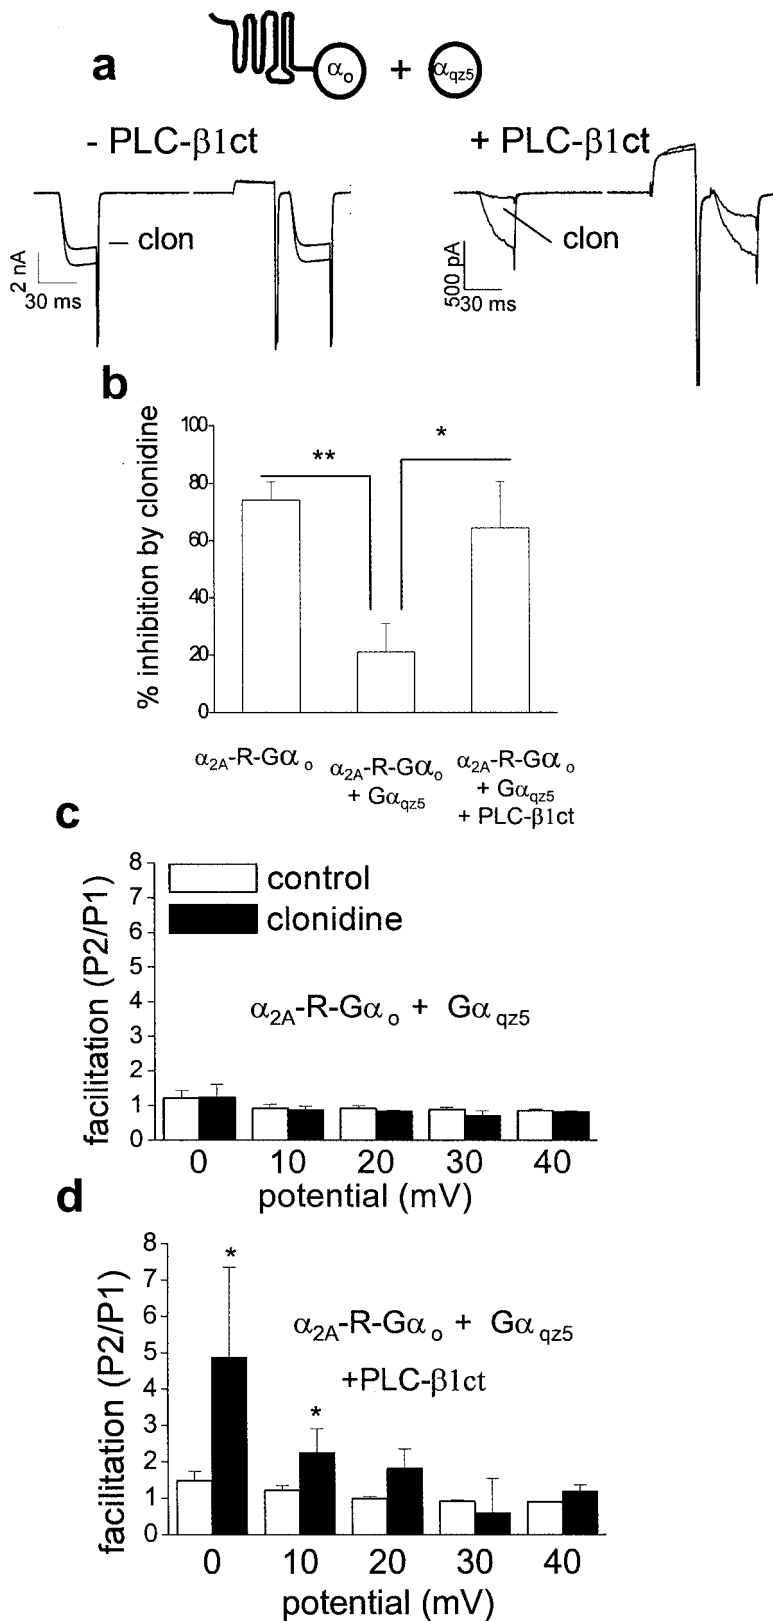 a
αo + αqz5
- PLC-β1ct + PLC-β1ct
clon clon
2 nA
30 ms
500 pA
30 ms
b
% inhibition by clonidine
100
80
60
40
20
0
** *
α2A-R-Gαo
α2A-R-Gαo
+ Gαqz5
α2A-R-Gαo
+ Gαqz5
+ PLC-β1ct
c
facilitation (P2/P1)
8
7
6
5
4
3
2
1
0
control
clonidine
α2A-R-Gαo + Gαqz5
0 10 20 30 40
potential (mV)
d
facilitation (P2/P1)
8
7
6
5
4
3
2
1
0
*
*
α2A-R-Gαo + Gαqz5
+PLC-β1ct
0 10 20 30 40
potential (mV)